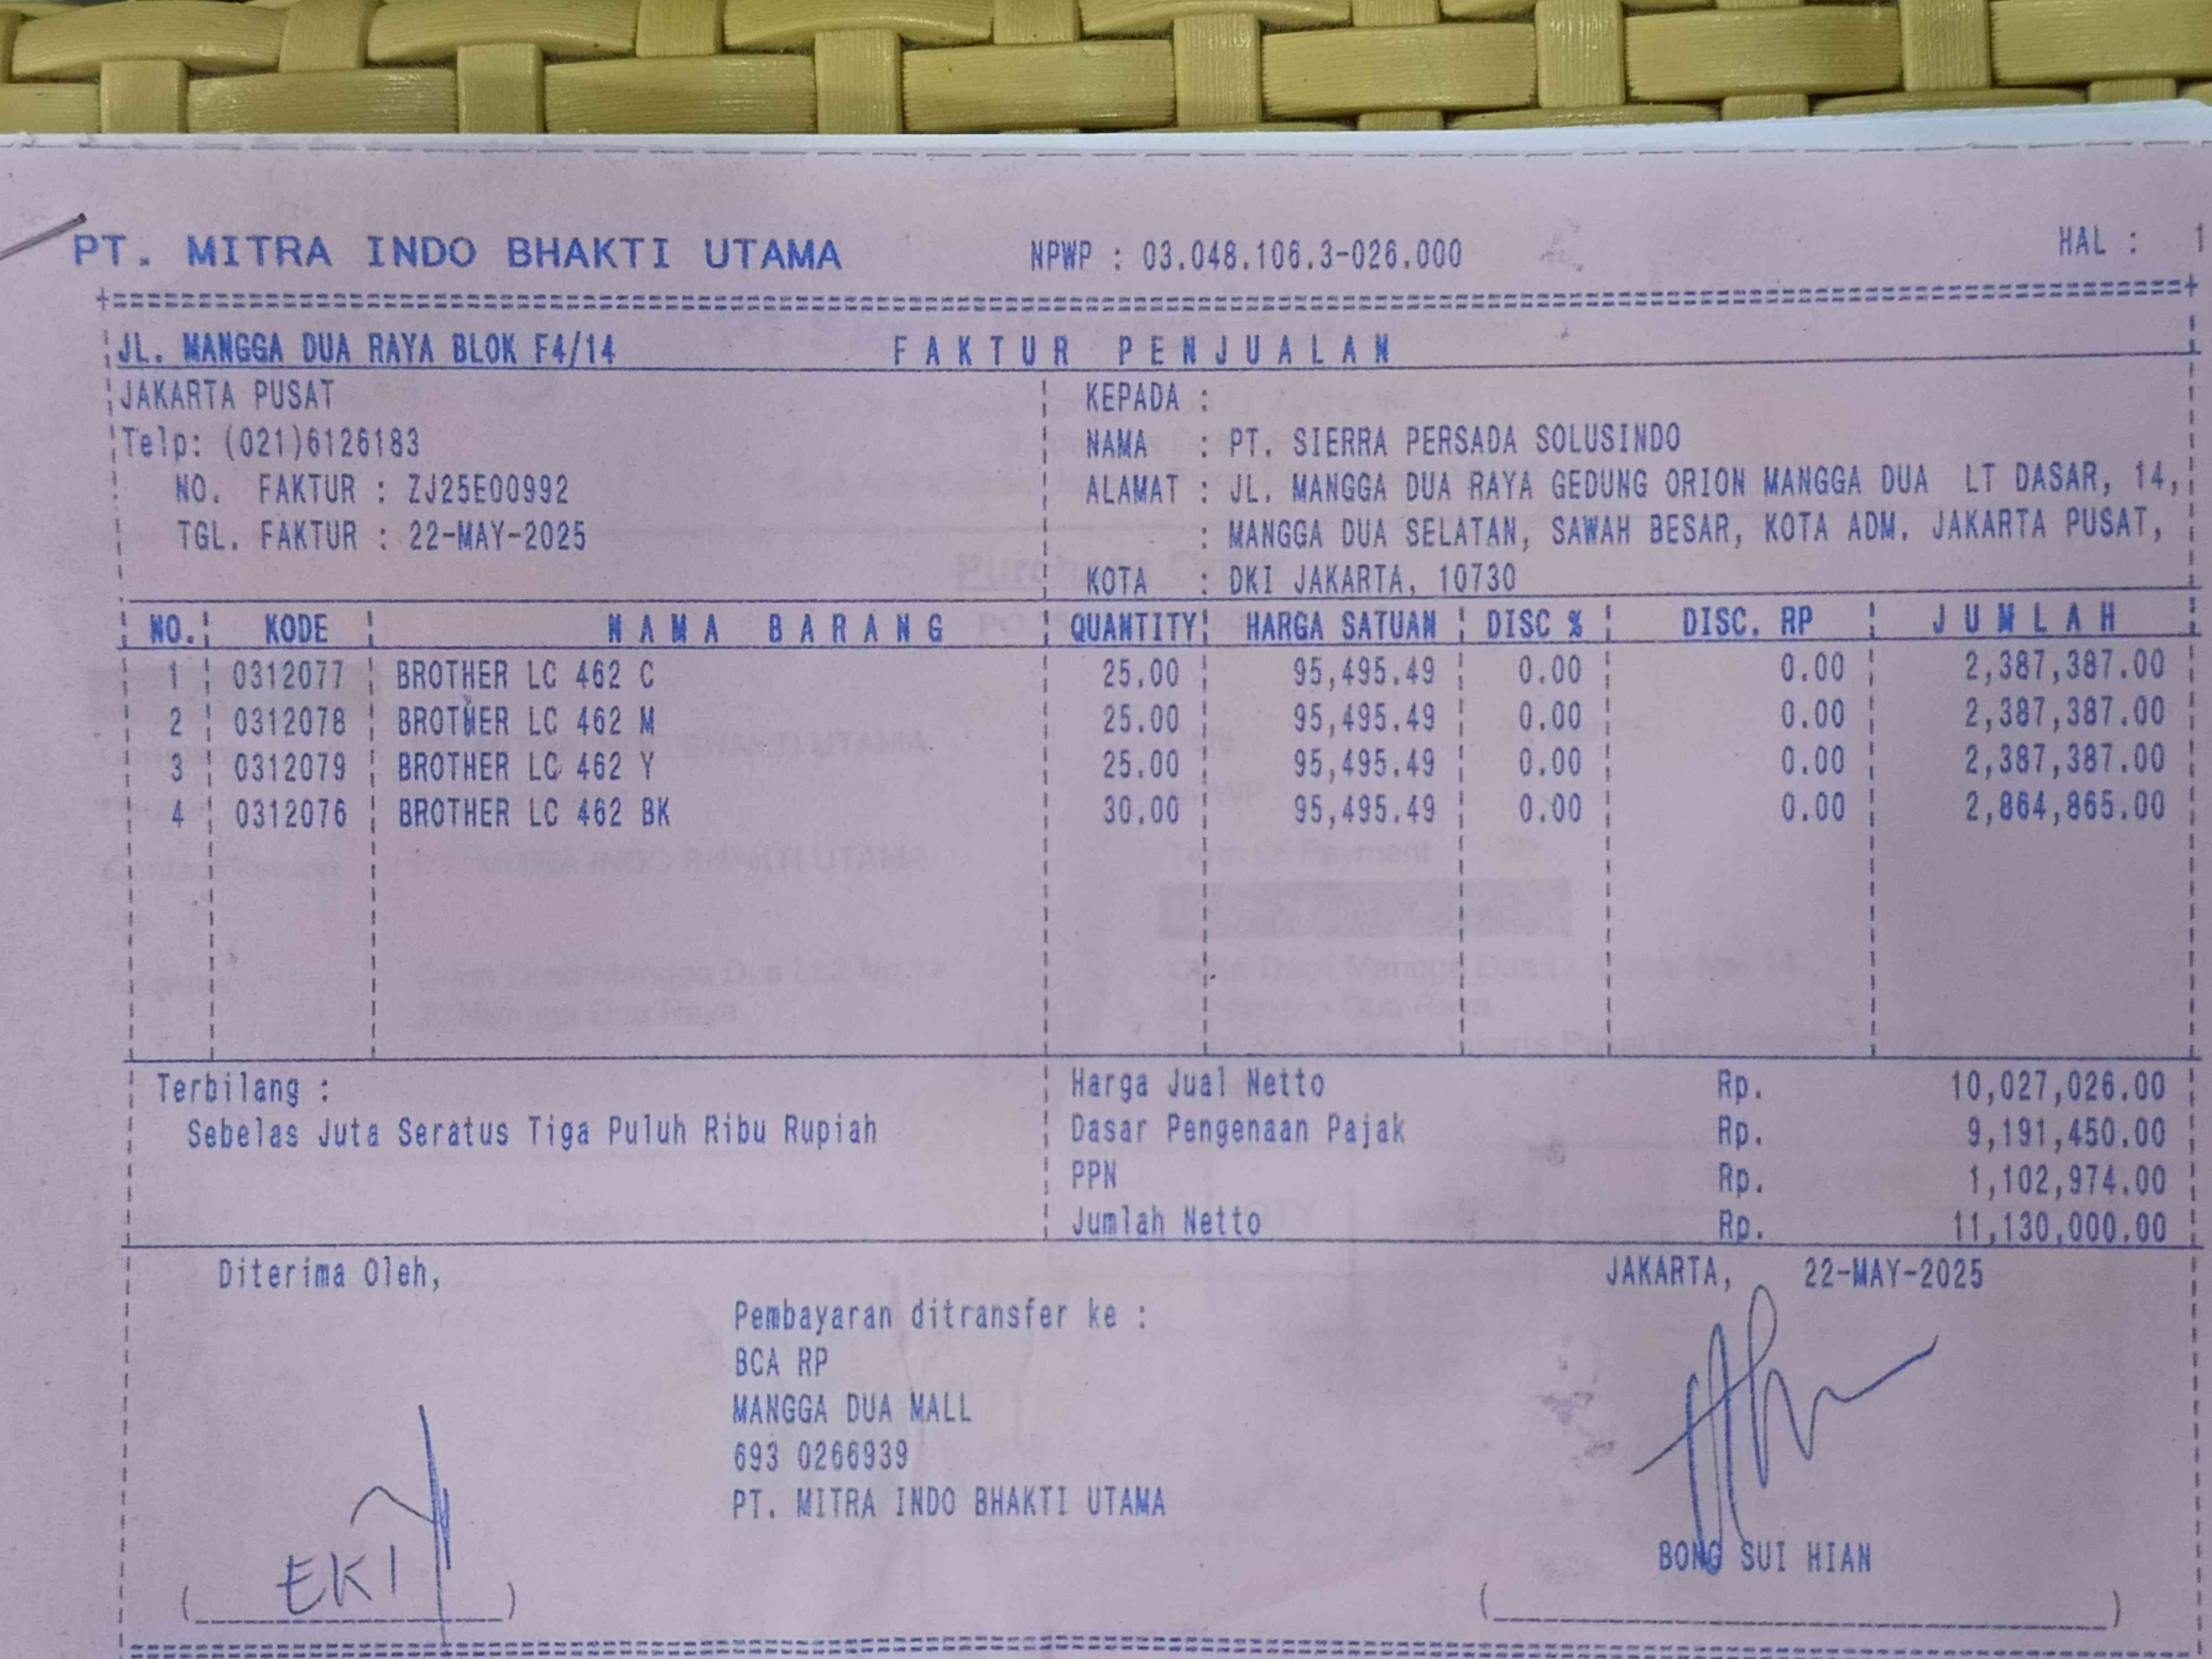 PT. MITRA INDO BHAKTI UTAMA NPWP : 03.048.106.3-026.000 HAL : 1
JL. MANGGA DUA RAYA BLOK F4/14 FAKTUR PENJUALAN
JAKARTA PUSAT KEPADA :
Telp: (021)6126183 NAMA : PT. SIERRA PERSADA SOLUSINDO
NO. FAKTUR : ZJ25E00992 ALAMAT : JL. MANGGA DUA RAYA GEDUNG ORION MANGGA DUA LT DASAR, 14,
TGL. FAKTUR : 22-MAY-2025 : MANGGA DUA SELATAN, SAWAH BESAR, KOTA ADM. JAKARTA PUSAT,
KOTA : DKI JAKARTA, 10730
NO. KODE NAMA BARANG QUANTITY HARGA SATUAN DISC % DISC. RP JUMLAH
1 0312077 BROTHER LC 462 C 25.00 95,495.49 0.00 0.00 2,387,387.00
2 0312078 BROTHER LC 462 M 25.00 95,495.49 0.00 0.00 2,387,387.00
3 0312079 BROTHER LC 462 Y 25.00 95,495.49 0.00 0.00 2,387,387.00
4 0312076 BROTHER LC 462 BK 30.00 95,495.49 0.00 0.00 2,864,865.00
Terbilang : Harga Jual Netto Rp. 10,027,026.00
Sebelas Juta Seratus Tiga Puluh Ribu Rupiah Dasar Pengenaan Pajak Rp. 9,191,450.00
PPN Rp. 1,102,974.00
Jumlah Netto Rp. 11,130,000.00
Diterima Oleh, JAKARTA, 22-MAY-2025
Pembayaran ditransfer ke :
BCA RP
MANGGA DUA MALL
693 0266939
PT. MITRA INDO BHAKTI UTAMA
BONG SUI HIAN
EKI